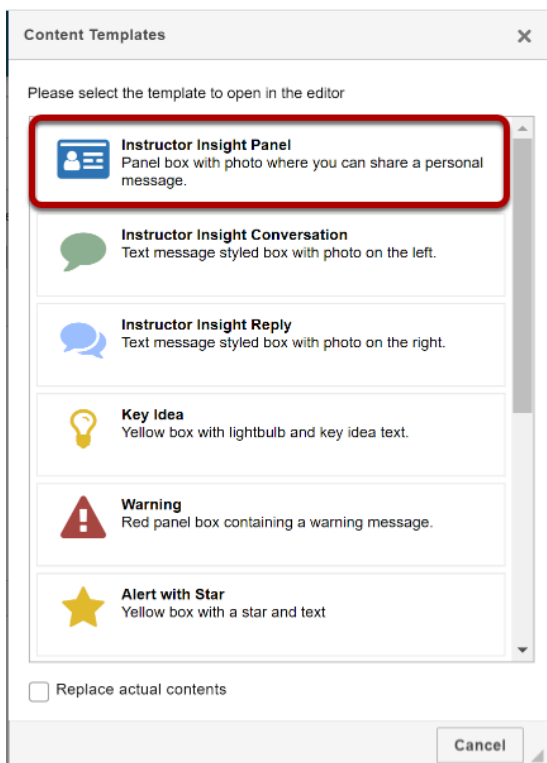 Content Templates
Please select the template to open in the editor
Instructor Insight Panel
Panel box with photo where you can share a personal
message.
Instructor Insight Conversation
Text message styled box with photo on the left.
Instructor Insight Reply
Text message styled box with photo on the right.
Key Idea
Yellow box with lightbulb and key idea text.
Warning
Red panel box containing a warning message.
Alert with Star
Yellow box with a star and text
Replace actual contents
Cancel